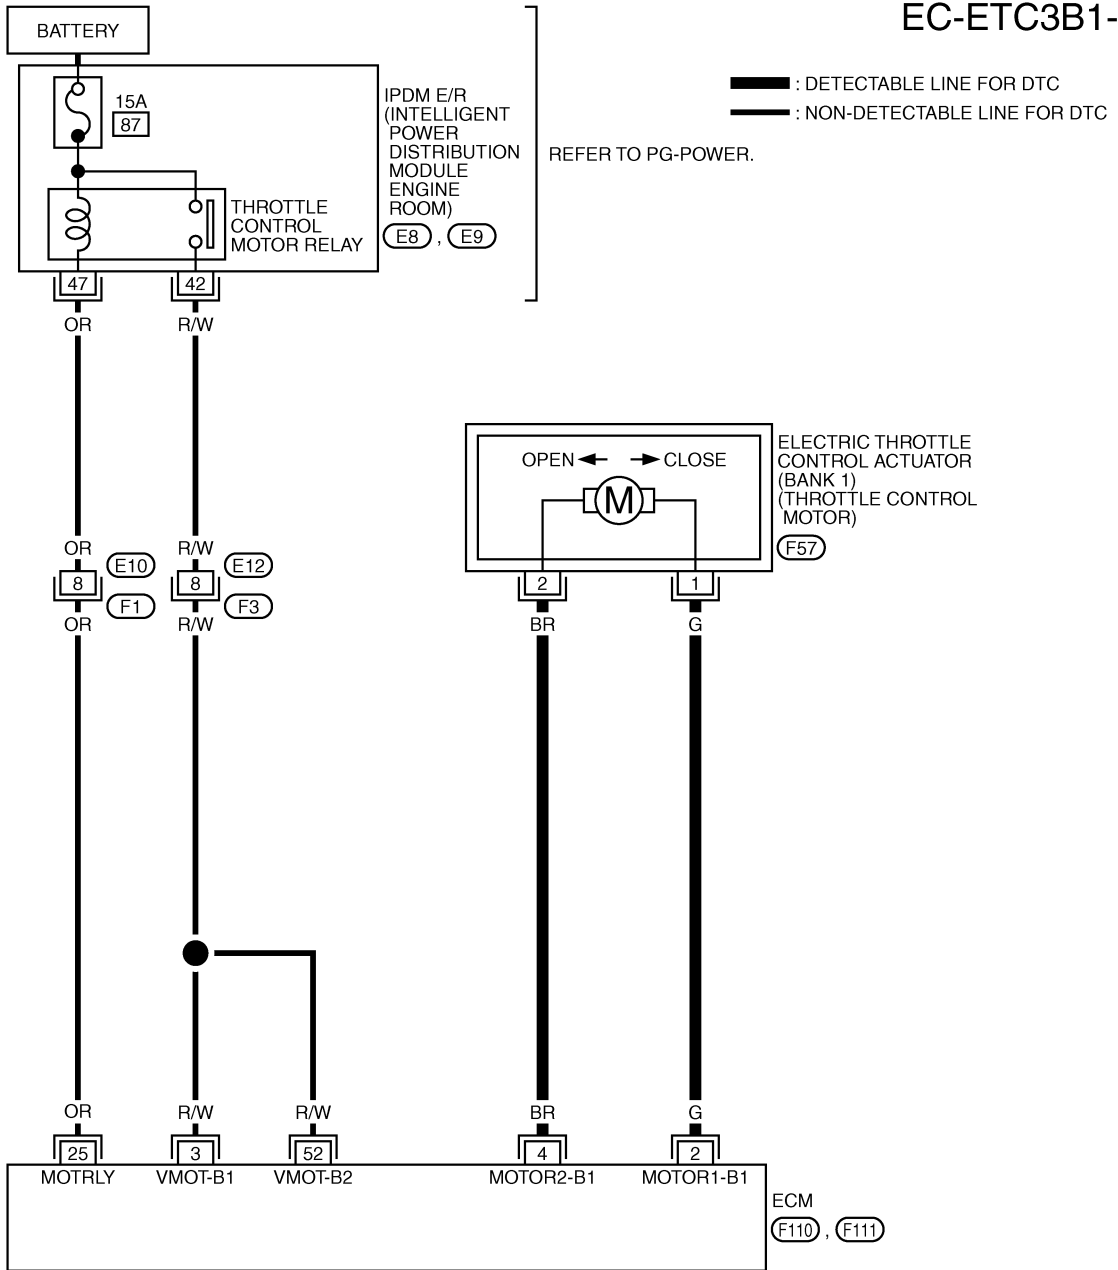 EC-ETC3B1-
BATTERY
: DETECTABLE LINE FOR DTC
: NON-DETECTABLE LINE FOR DTC
15A
87
IPDM E/R
(INTELLIGENT
POWER
DISTRIBUTION
MODULE
ENGINE
ROOM)
E8 , E9
REFER TO PG-POWER.
THROTTLE
CONTROL
MOTOR RELAY
47 42
OR R/W
OPEN CLOSE
M
ELECTRIC THROTTLE
CONTROL ACTUATOR
(BANK 1)
(THROTTLE CONTROL
MOTOR)
F57
OR R/W
E10 E12
8 8
F1 F3
OR R/W
2 1
BR G
OR R/W R/W BR G
25 3 52 4 2
MOTRLY VMOT-B1 VMOT-B2 MOTOR2-B1 MOTOR1-B1
ECM
F110 , F111